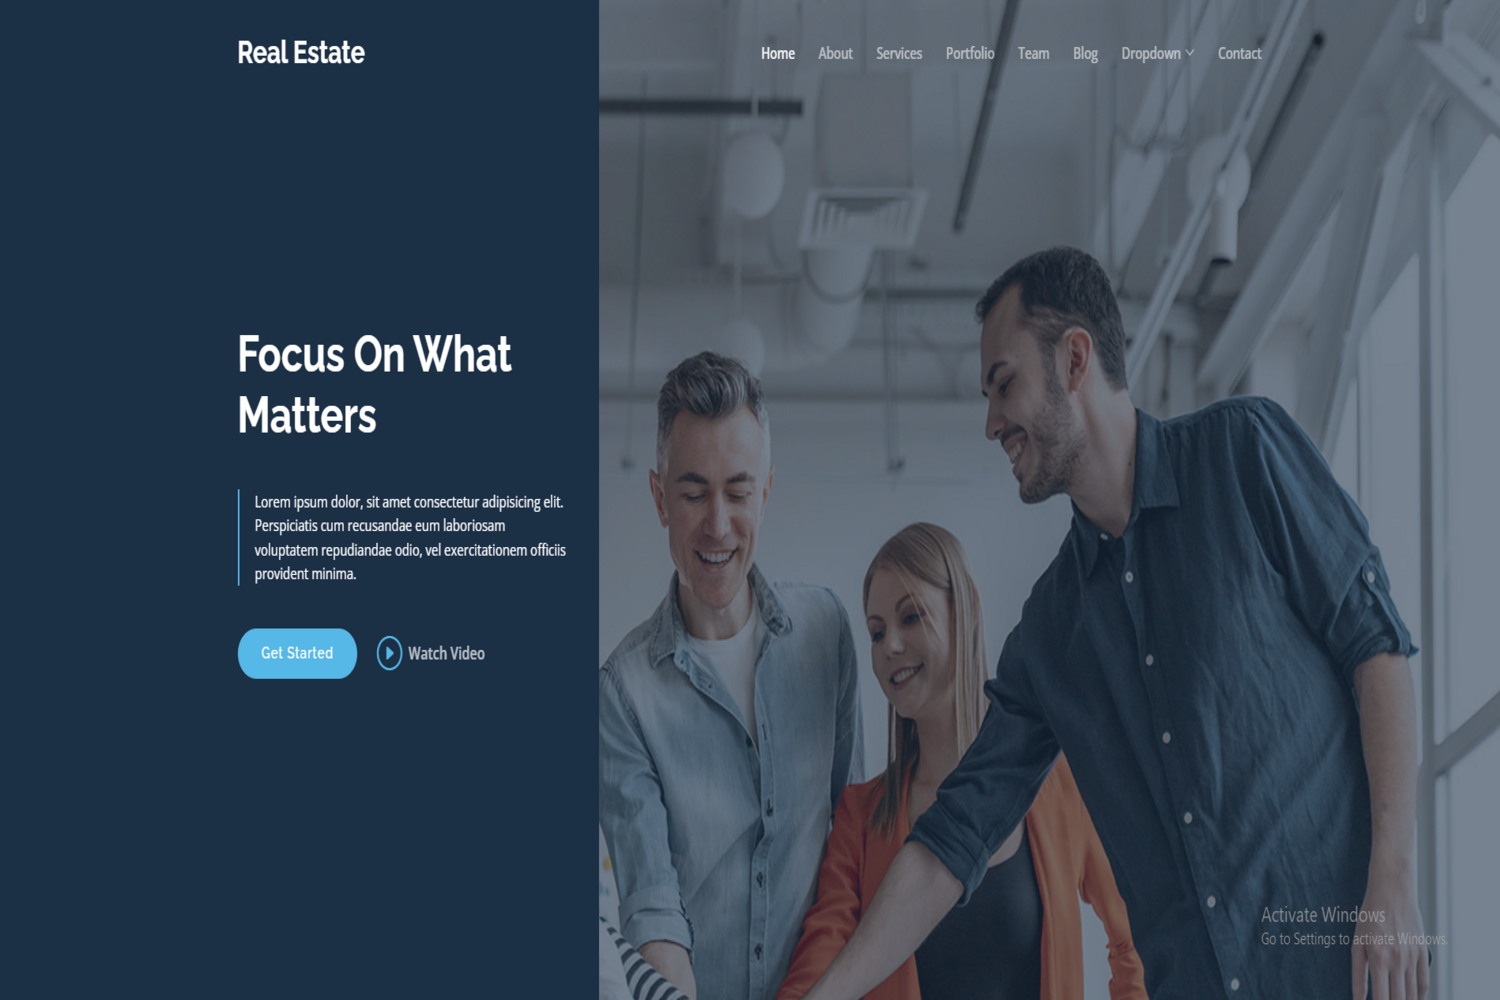 Real Estate
Home About Services Portfolio Team Blog Dropdown Contact
Focus On What
Matters
Lorem ipsum dolor, sit amet consectetur adipisicing elit.
Perspiciatis cum recusandae eum laboriosam
voluptatem repudiandae odio, vel exercitationem officiis
provident minima.
Get Started
Watch Video
Activate Windows
Go to Settings to activate Windows.